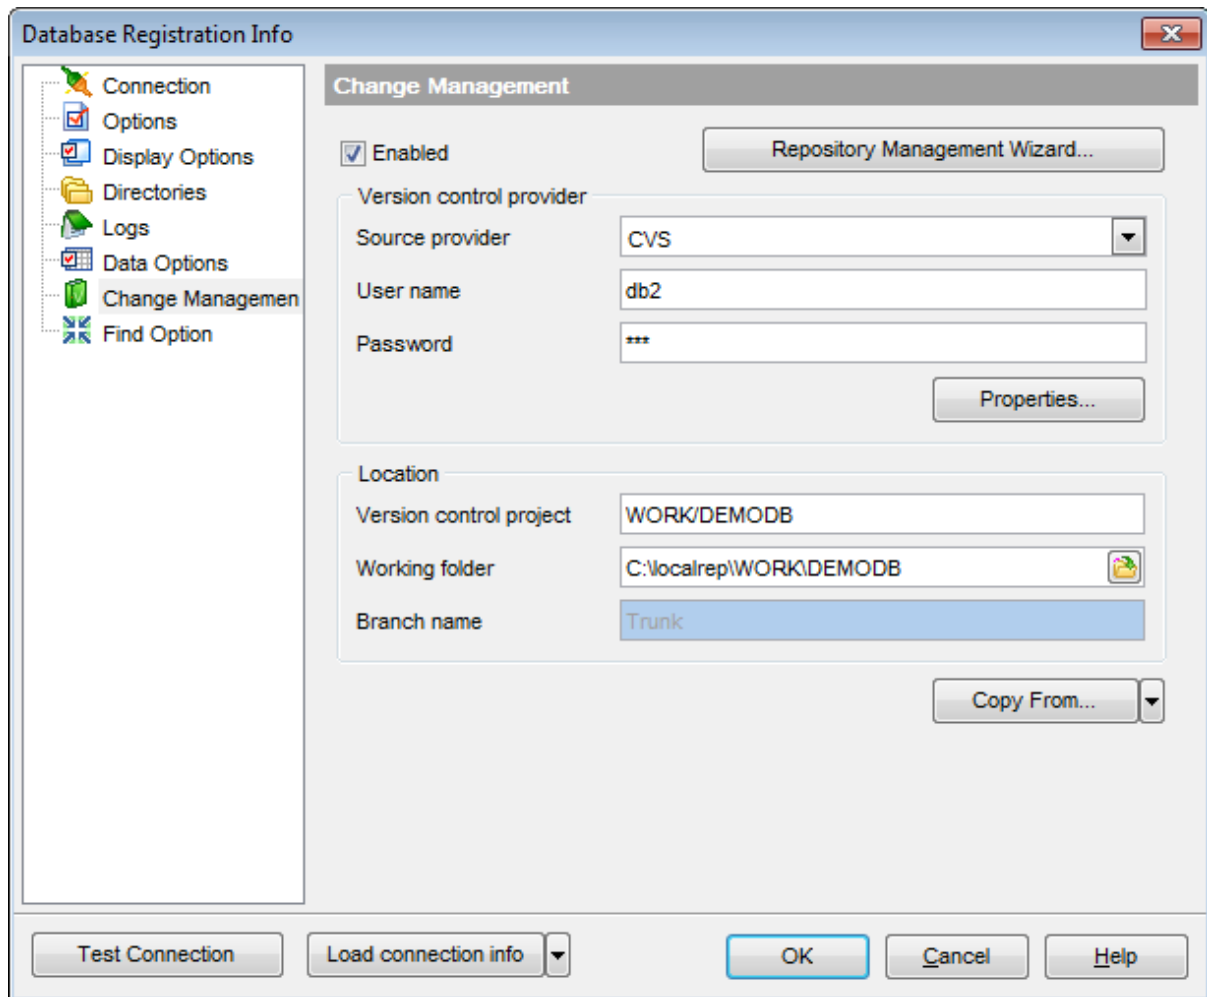 Database Registration Info
Connection
Options
Display Options
Directories
Logs
Data Options
Change Managemen
Find Option
Change Management
Enabled
Repository Management Wizard...
Version control provider
Source provider
CVS
User name
db2
Password
***
Properties...
Location
Version control project
WORK/DEMODB
Working folder
C:\localrep\WORK\DEMODB
Branch name
Trunk
Copy From...
Test Connection
Load connection info
OK
Cancel
Help